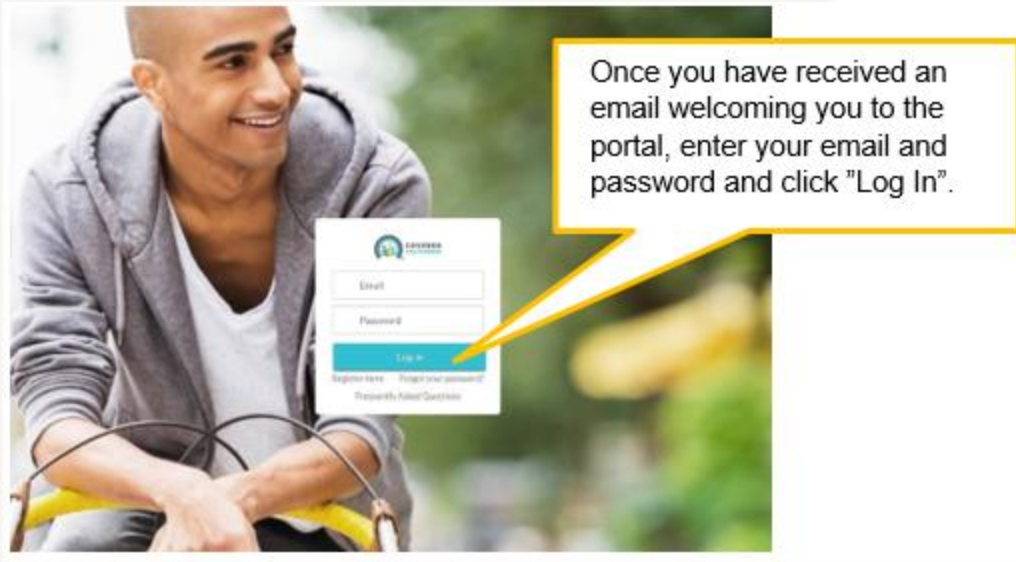 Once you have received an
email welcoming you to the
portal, enter your email and
password and click ”Log In”.
Email
Password
Log in
Register here Forgot your password?
Frequently Asked Questions